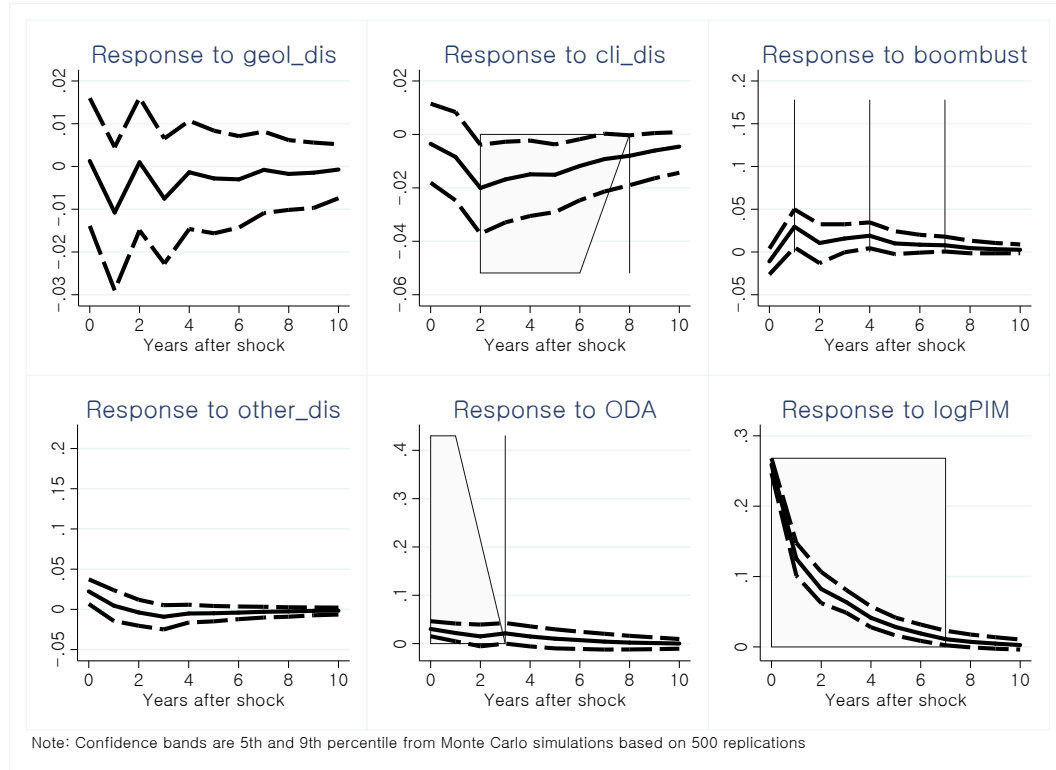 Response to geol_dis
.02
.01
0
-.01
-.02
-.03
0 2 4 6 8 10
Years after shock
Response to cli_dis
.02
0
-.02
-.04
-.06
0 2 4 6 8 10
Years after shock
Response to boombust
.2
.15
.1
.05
0
-.05
0 2 4 6 8 10
Years after shock
Response to other_dis
.2
.15
.1
.05
0
-.05
0 2 4 6 8 10
Years after shock
Response to ODA
.4
.3
.2
.1
0
0 2 4 6 8 10
Years after shock
Response to logPIM
.3
.2
.1
0
0 2 4 6 8 10
Years after shock
Note: Confidence bands are 5th and 9th percentile from Monte Carlo simulations based on 500 replications